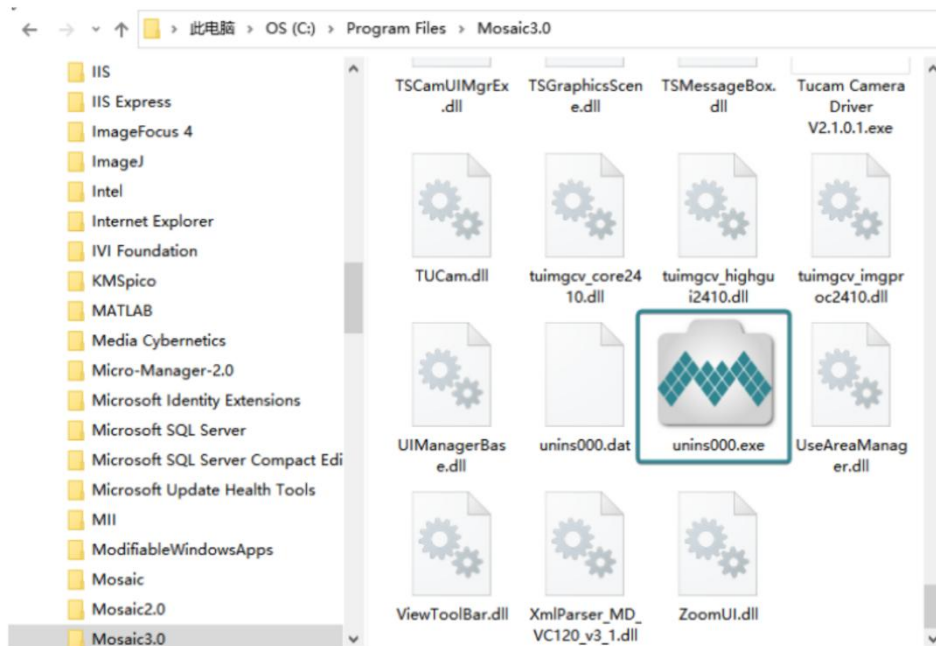 此电脑 > OS (C:) > Program Files > Mosaic3.0
IIS
IIS Express
ImageFocus 4
ImageJ
Intel
Internet Explorer
IVI Foundation
KMSpico
MATLAB
Media Cybernetics
Micro-Manager-2.0
Microsoft Identity Extensions
Microsoft SQL Server
Microsoft SQL Server Compact Edi
Microsoft Update Health Tools
MII
ModifiableWindowsApps
Mosaic
Mosaic2.0
Mosaic3.0
TSCamUIMgrEx
.dll
TSGraphicsScen
e.dll
TSMessageBox.
dll
Tucam Camera
Driver
V2.1.0.1.exe
TUCam.dll
tuimgcv_core24
10.dll
tuimgcv_highgu
i2410.dll
tuimgcv_imgpr
oc2410.dll
UIManagerBas
e.dll
unins000.dat
unins000.exe
UseAreaManag
er.dll
ViewToolBar.dll
XmlParser_MD_
VC120_v3_1.dll
ZoomUI.dll